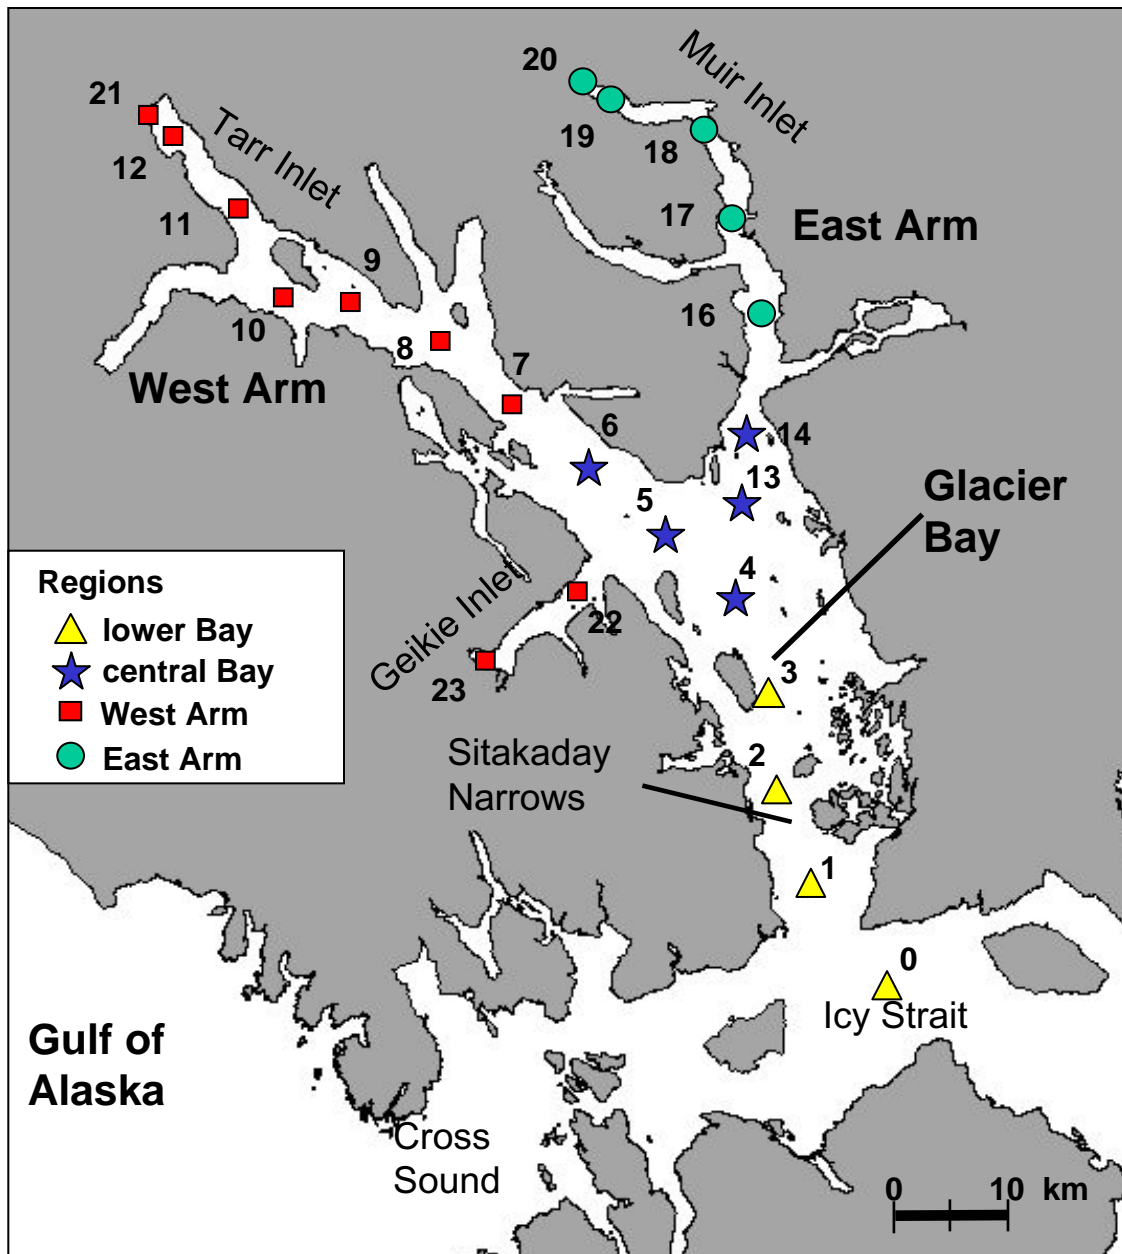 20
Muir Inlet
21
Tarr Inlet
19
18
12
11
17
East Arm
9
16
10
8
7
West Arm
6
14
13
Glacier
Bay
5
4
Regions
lower Bay
central Bay
West Arm
East Arm
Geikie Inlet
22
23
3
Sitakaday
Narrows
2
1
0
Icy Strait
Gulf of
Alaska
Cross
Sound
0 10 km